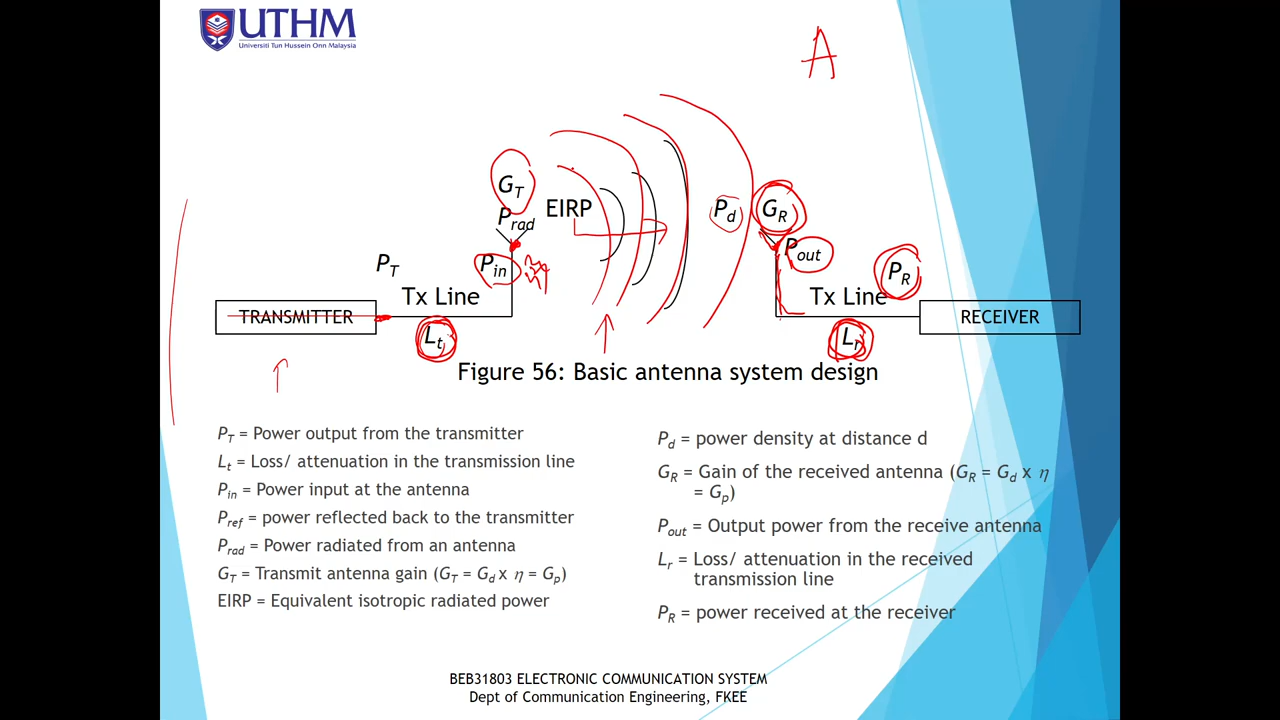 UTHM
Universiti Tun Hussein Onn Malaysia
A
G_T
P_rad
EIRP
P_d
G_R
P_out
P_T
P_in
P_R
Tx Line
Tx Line
TRANSMITTER
RECEIVER
L_t
L_r
Figure 56: Basic antenna system design
P_T = Power output from the transmitter
L_t = Loss/ attenuation in the transmission line
P_in = Power input at the antenna
P_ref = power reflected back to the transmitter
P_rad = Power radiated from an antenna
G_T = Transmit antenna gain (G_T = G_d x η = G_p)
EIRP = Equivalent isotropic radiated power
P_d = power density at distance d
G_R = Gain of the received antenna (G_R = G_d x η
= G_p)
P_out = Output power from the receive antenna
L_r = Loss/ attenuation in the received
transmission line
P_R = power received at the receiver
BEB31803 ELECTRONIC COMMUNICATION SYSTEM
Dept of Communication Engineering, FKEE